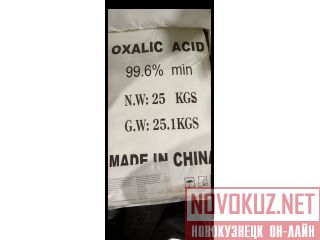 OXALIC ACID
99.6% min
N.W: 25 KGS
G.W: 25.1KGS
MADE IN CHINA
NOVOKUZ.NET
НОВОКУЗНЕЦК ОН-ЛАЙН